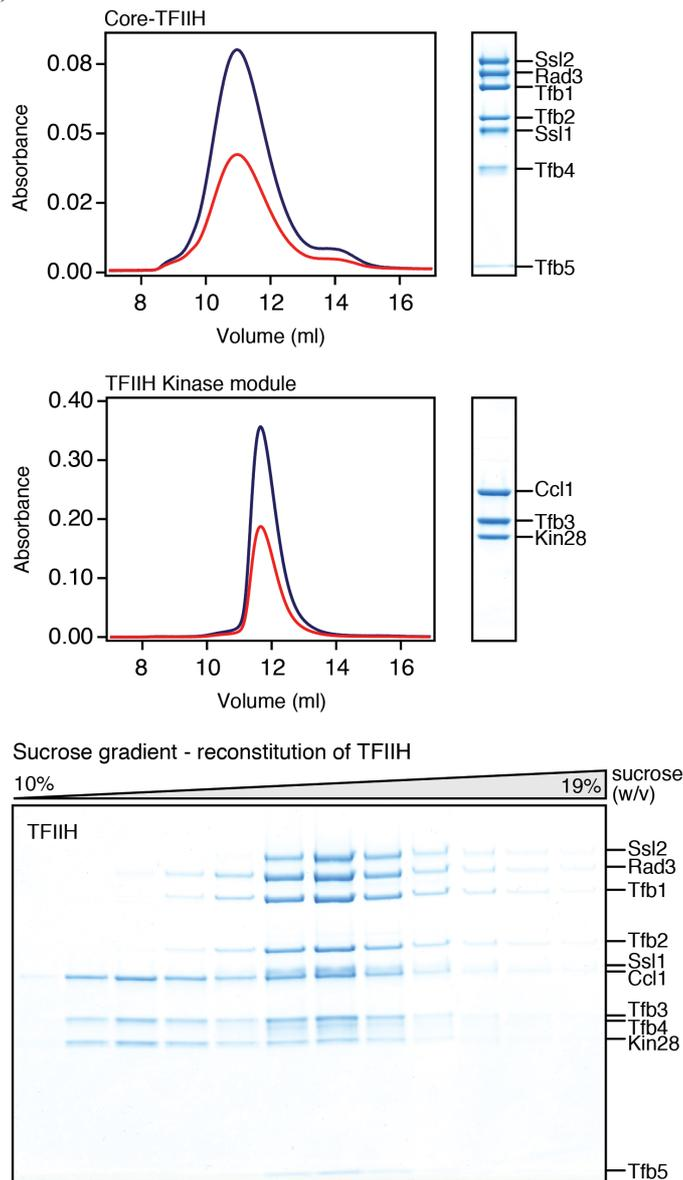 Core-TFIIH
0.08
0.05
0.02
0.00
Absorbance
8 10 12 14 16
Volume (ml)
Ssl2
Rad3
Tfb1
Tfb2
Ssl1
Tfb4
Tfb5
TFIIH Kinase module
0.40
0.30
0.20
0.10
0.00
Absorbance
8 10 12 14 16
Volume (ml)
Ccl1
Tfb3
Kin28
Sucrose gradient - reconstitution of TFIIH
10%
19%
sucrose
(w/v)
TFIIH
Ssl2
Rad3
Tfb1
Tfb2
Ssl1
Ccl1
Tfb3
Tfb4
Kin28
Tfb5